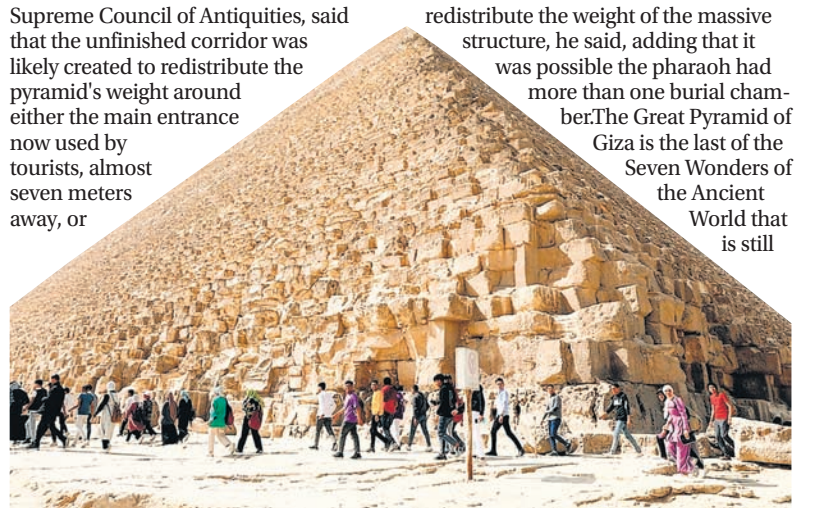 Supreme Council of Antiquities, said
that the unfinished corridor was
likely created to redistribute the
pyramid's weight around
either the main entrance
now used by
tourists, almost
seven meters
away, or
redistribute the weight of the massive
structure, he said, adding that it
was possible the pharaoh had
more than one burial cham-
ber.The Great Pyramid of
Giza is the last of the
Seven Wonders of
the Ancient
World that
is still